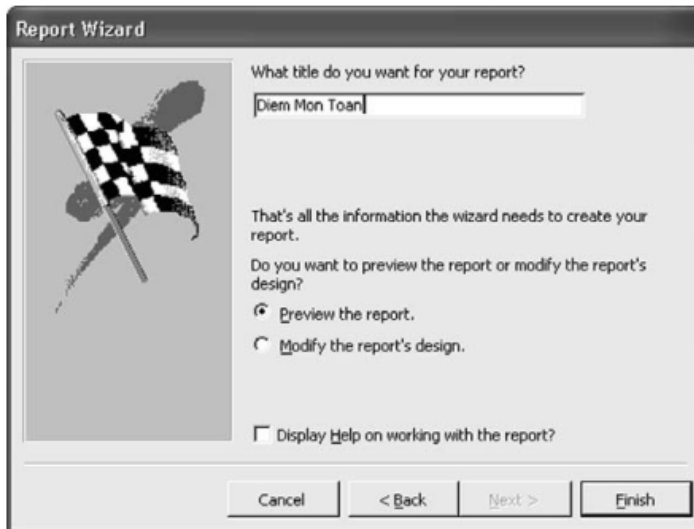 Report Wizard
What title do you want for your report?
Diem Mon Toan
That's all the information the wizard needs to create your
report.
Do you want to preview the report or modify the report's
design?
Preview the report.
Modify the report's design.
Display Help on working with the report?
Cancel
< Back
Next >
Finish